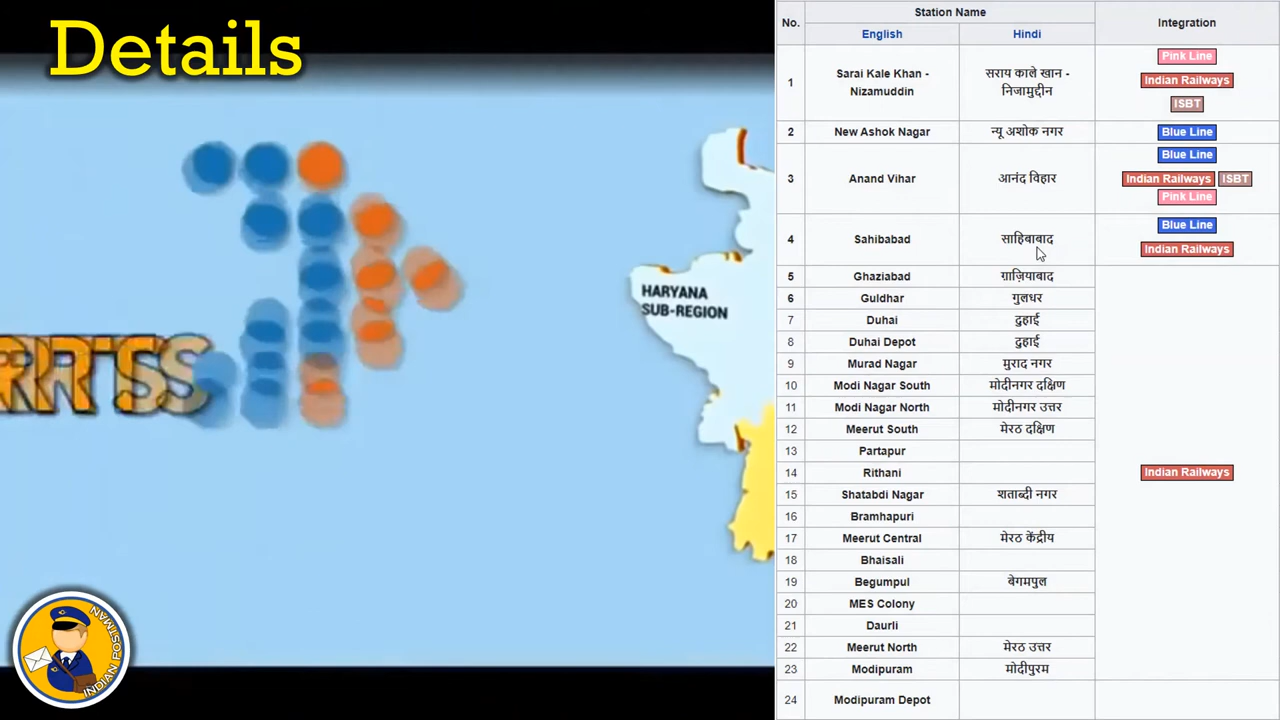 Details
HARYANA
SUB-REGION
INDIAN POSTMAN
No. Station Name Integration
English Hindi
1 Sarai Kale Khan - Nizamuddin सराय काले खान - निजामुद्दीन Pink Line Indian Railways ISBT
2 New Ashok Nagar न्यू अशोक नगर Blue Line
3 Anand Vihar आनंद विहार Blue Line Indian Railways ISBT Pink Line
4 Sahibabad साहिबाबाद Blue Line Indian Railways
5 Ghaziabad ग़ाज़ियाबाद
6 Guldhar गुलधर
7 Duhai दुहाई
8 Duhai Depot दुहाई
9 Murad Nagar मुराद नगर
10 Modi Nagar South मोदीनगर दक्षिण
11 Modi Nagar North मोदीनगर उत्तर
12 Meerut South मेरठ दक्षिण
13 Partapur
14 Rithani Indian Railways
15 Shatabdi Nagar शताब्दी नगर
16 Bramhapuri
17 Meerut Central मेरठ केंद्रीय
18 Bhaisali
19 Begumpul बेगमपुल
20 MES Colony
21 Daurli
22 Meerut North मेरठ उत्तर
23 Modipuram मोदीपुरम
24 Modipuram Depot